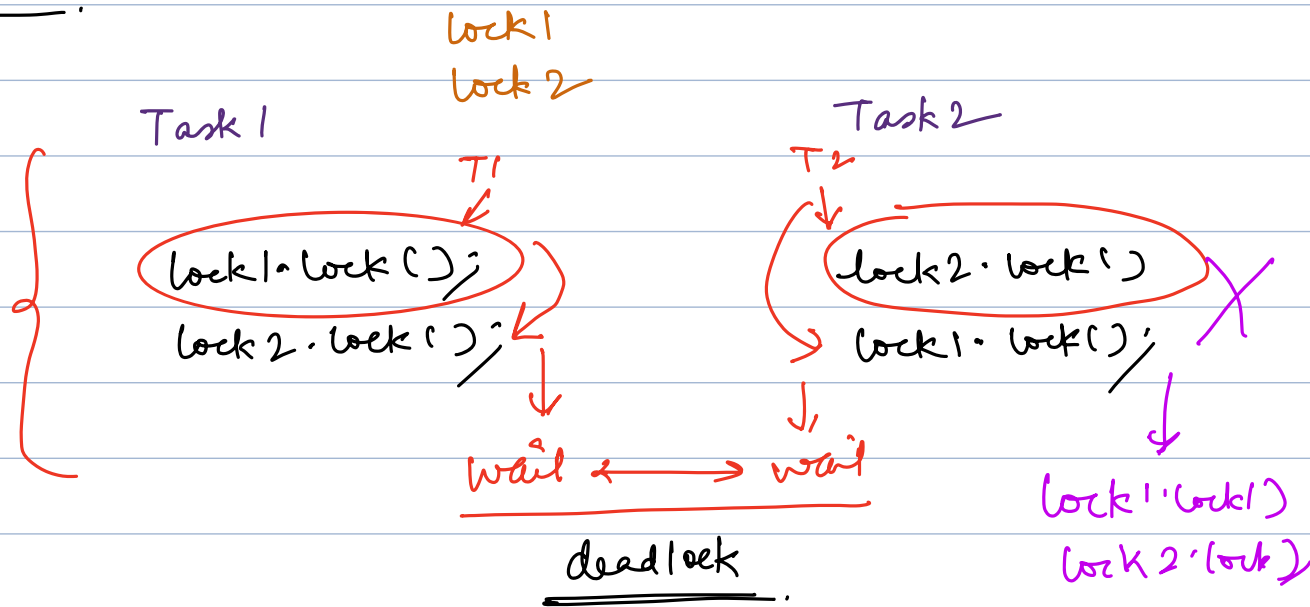 lock1
lock2
Task 1
Task 2
T1
T2
lock1.lock();
lock2.lock()
lock2.lock();
lock1.lock();
wait
wait
lock1.lock1)
lock2.lock)
deadlock.